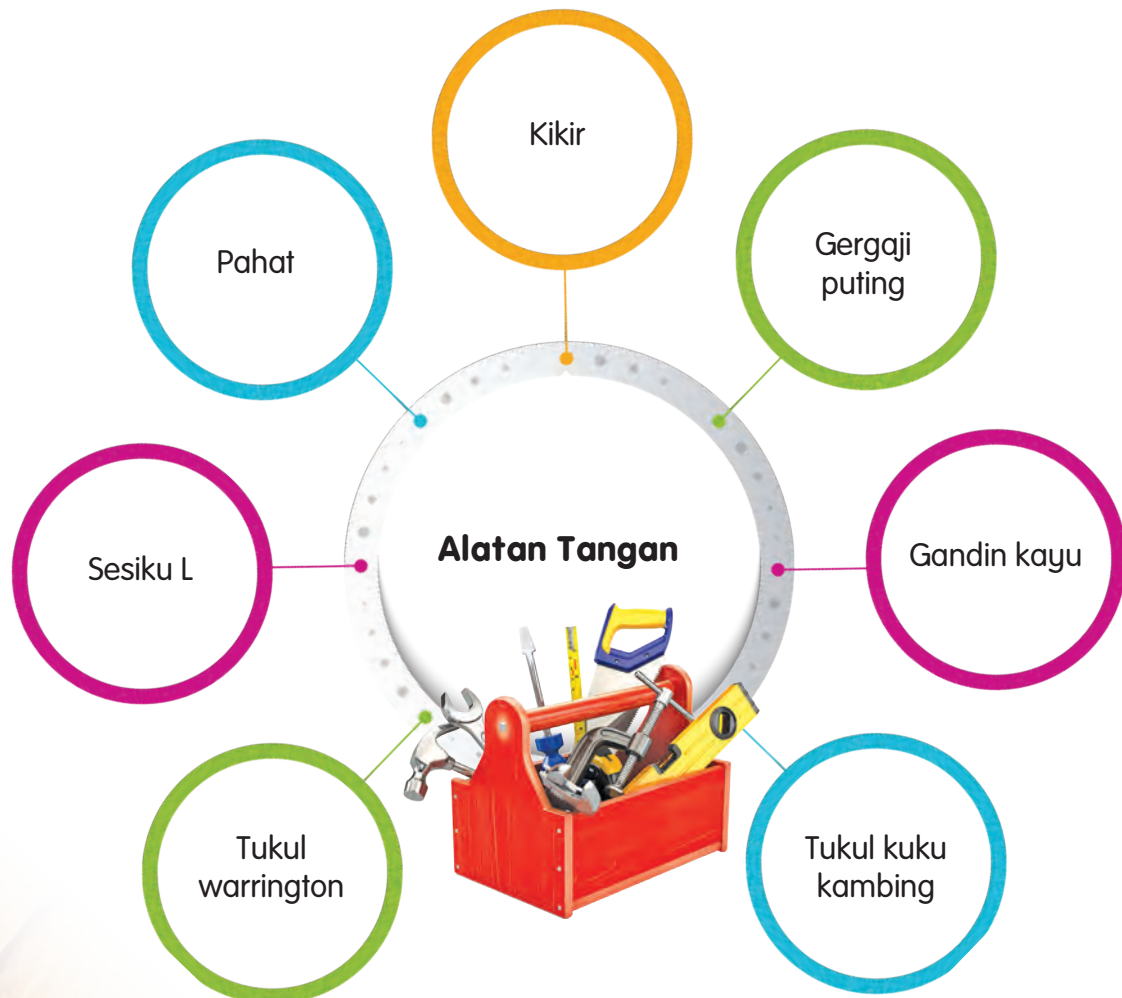 Kikir
Pahat
Gergaji
puting
Sesiku L
Alatan Tangan
Gandin kayu
Tukul
warrington
Tukul kuku
kambing